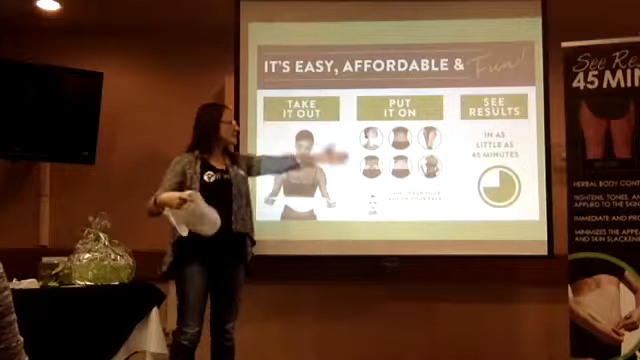 IT'S EASY, AFFORDABLE & Fun!
TAKE
IT OUT
PUT
IT ON
SEE
RESULTS
IN AS
LITTLE AS
45 MINUTES
See Re
45 MIN
HERBAL BODY CONT
TIGHTENS, TONES, A
APPLIED TO THE SKIN
IMMEDIATE AND PRO
MINIMIZES THE APPEA
AND SKIN SLACKENE